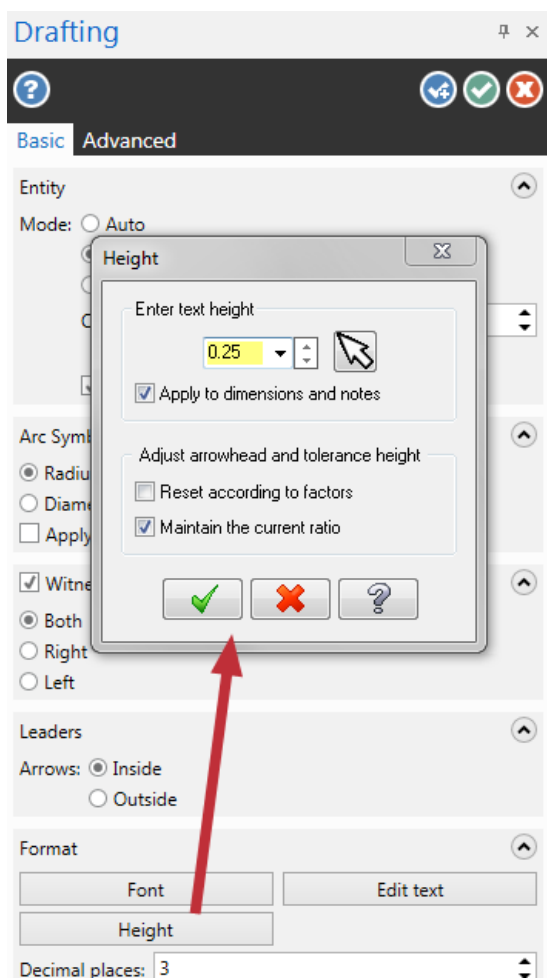 Drafting
Basic Advanced
Entity
Mode: Auto
Height
Enter text height
0.25
Apply to dimensions and notes
Adjust arrowhead and tolerance height
Reset according to factors
Maintain the current ratio
Arc
Apply
Both
Right
Left
Leaders
Arrows: Inside
Outside
Format
Font Edit text
Height
Decimal places: 3